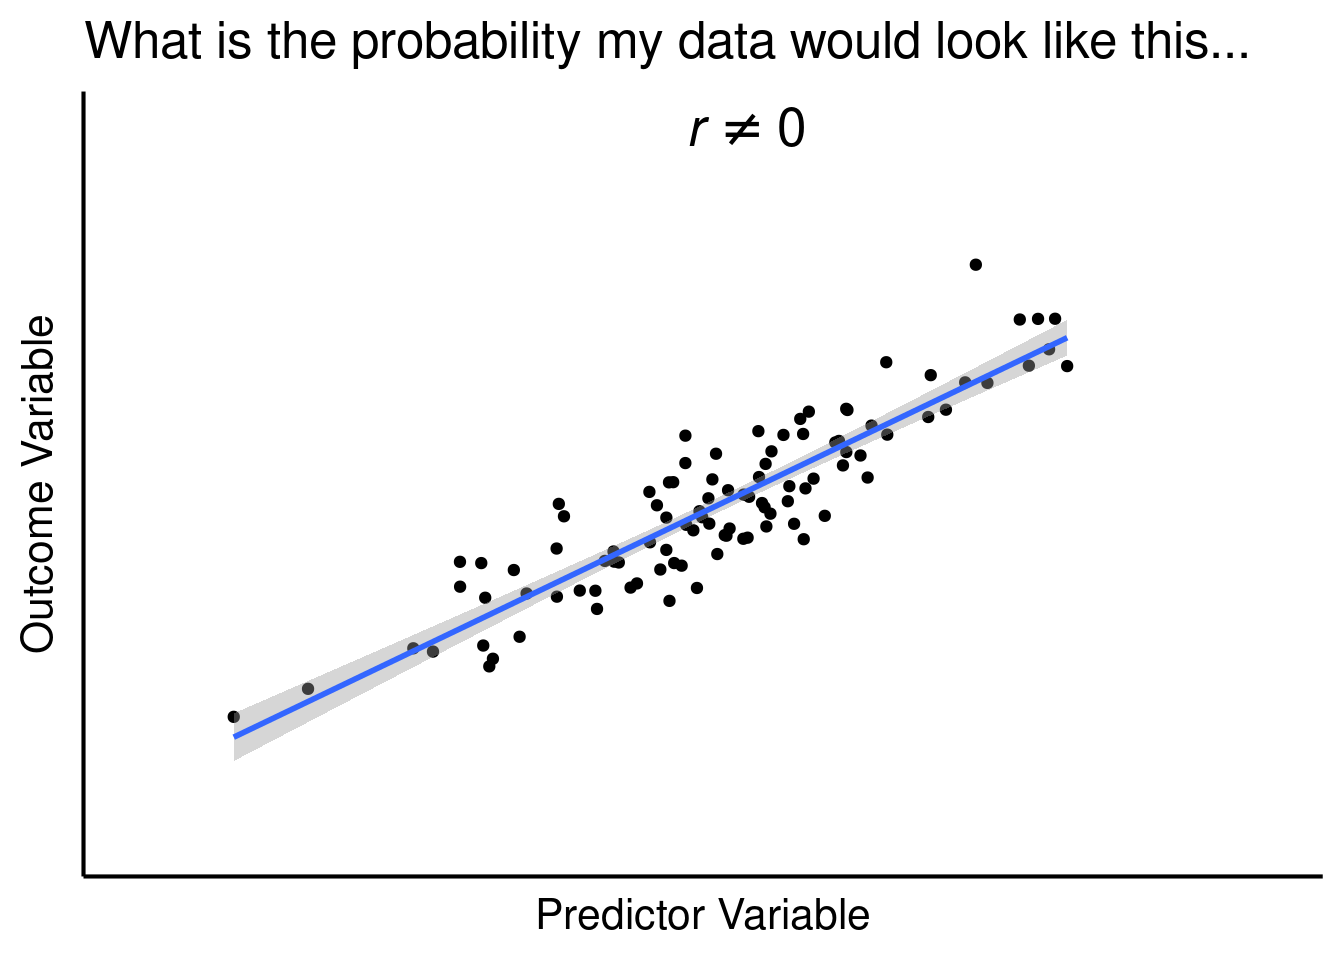 What is the probability my data would look like this...
r ≠ 0
Outcome Variable
Predictor Variable